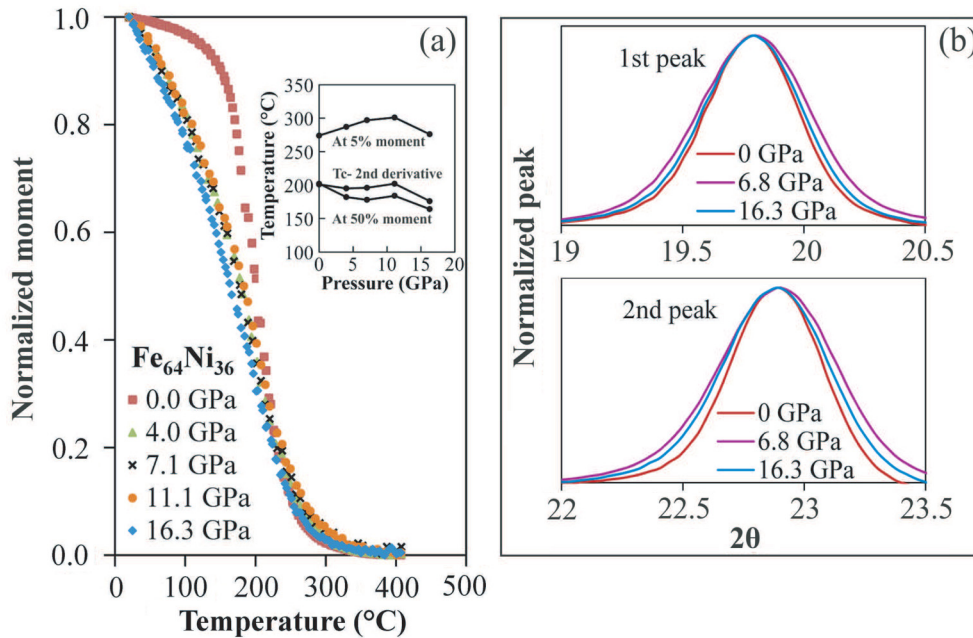 (a)
Normalized moment
1.0
0.8
0.6
0.4
0.2
0.0
0
100
200
300
400
500
Temperature (°C)
Fe₆₄Ni₃₆
0.0 GPa
4.0 GPa
7.1 GPa
11.1 GPa
16.3 GPa
Temperature (°C)
350
300
250
200
150
100
At 5% moment
Tc- 2nd derivative
At 50% moment
0
5
10
15
20
Pressure (GPa)
(b)
Normalized peak
1st peak
0 GPa
6.8 GPa
16.3 GPa
19
19.5
20
20.5
2nd peak
0 GPa
6.8 GPa
16.3 GPa
22
22.5
23
23.5
2θ